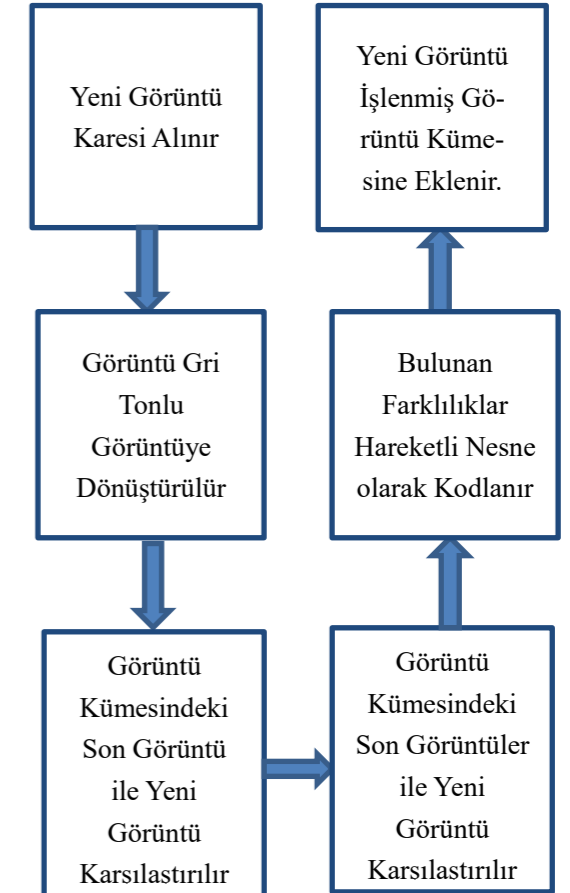 Yeni Görüntü
Karesi Alınır
Görüntü Gri
Tonlu
Görüntüye
Dönüştürülür
Görüntü
Kümesindeki
Son Görüntü
ile Yeni
Görüntü
Karsılastırılır
Görüntü
Kümesindeki
Son Görüntüler
ile Yeni
Görüntü
Karsılastırılır
Bulunan
Farklılıklar
Hareketli Nesne
olarak Kodlanır
Yeni Görüntü
İşlenmiş Gö-
rüntü Küme-
sine Eklenir.